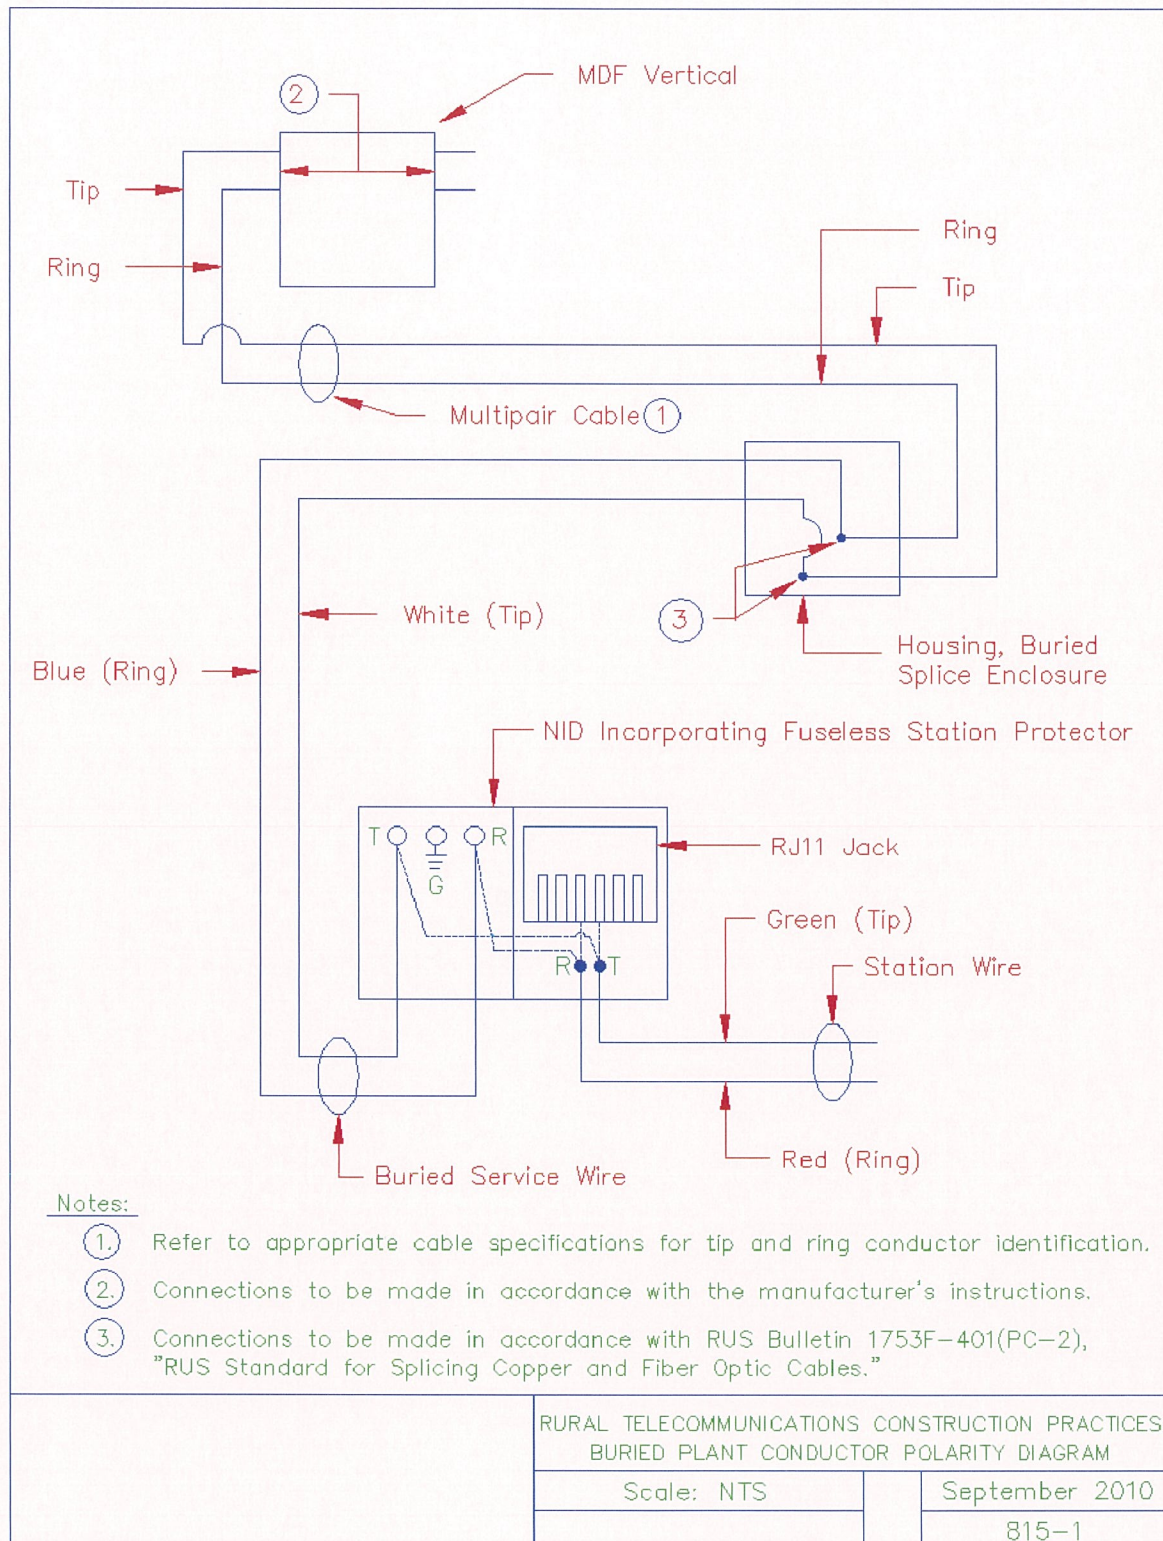 MDF Vertical
2
Tip
Ring
Ring
Tip
Multipair Cable 1
White (Tip)
3
Blue (Ring)
Housing, Buried
Splice Enclosure
NID Incorporating Fuseless Station Protector
T
R
G
RJ11 Jack
Green (Tip)
R
T
Station Wire
Red (Ring)
Buried Service Wire
Notes:
1. Refer to appropriate cable specifications for tip and ring conductor identification.
2. Connections to be made in accordance with the manufacturer's instructions.
3. Connections to be made in accordance with RUS Bulletin 1753F-401(PC-2),
"RUS Standard for Splicing Copper and Fiber Optic Cables."
RURAL TELECOMMUNICATIONS CONSTRUCTION PRACTICES
BURIED PLANT CONDUCTOR POLARITY DIAGRAM
Scale: NTS
September 2010
815-1